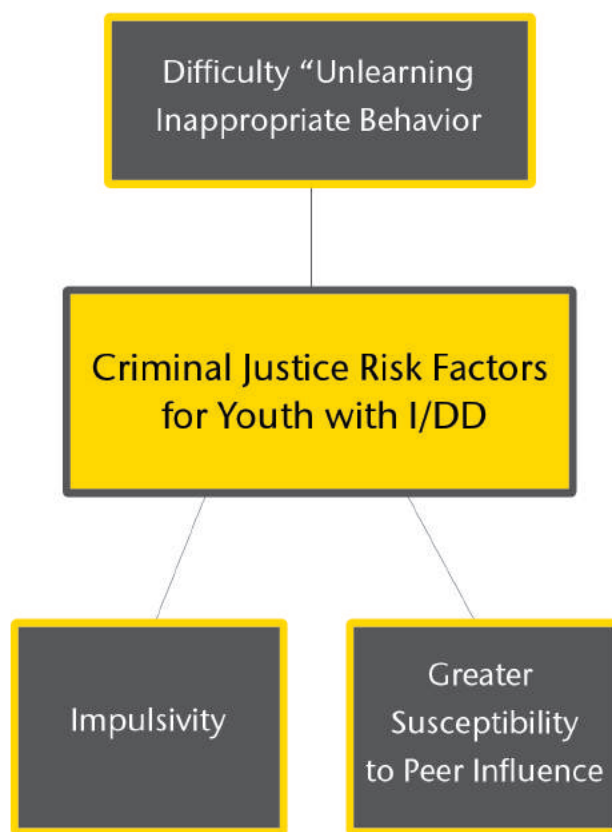 Difficulty “Unlearning
Inappropriate Behavior
Criminal Justice Risk Factors
for Youth with I/DD
Impulsivity
Greater
Susceptibility
to Peer Influence